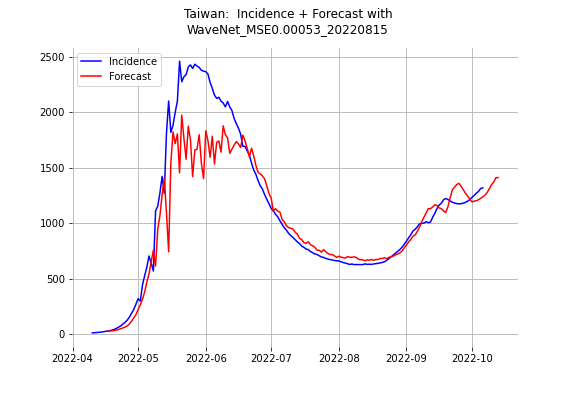 Taiwan:  Incidence + Forecast with
WaveNet_MSE0.00053_20220815
Incidence
Forecast
2500
2000
1500
1000
500
0
2022-04 2022-05 2022-06 2022-07 2022-08 2022-09 2022-10